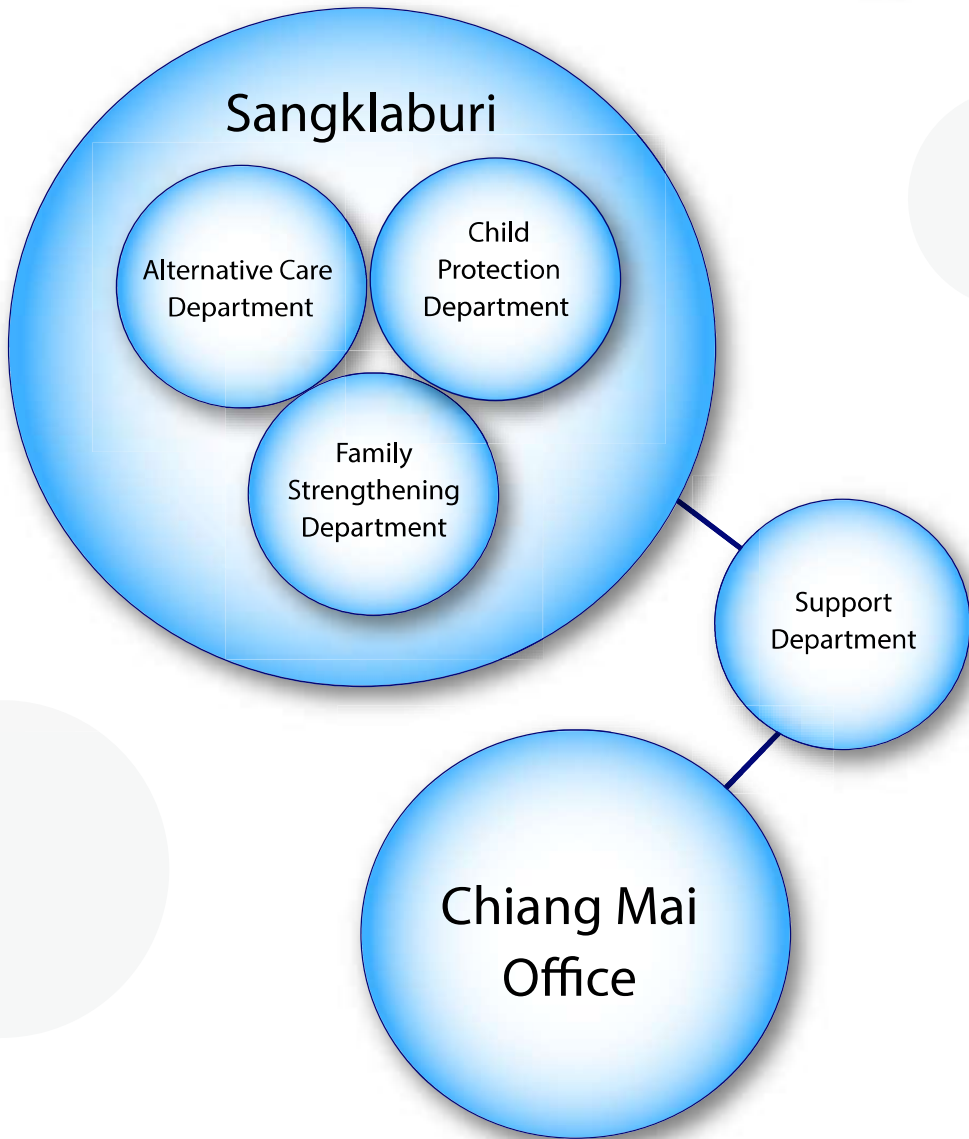 Sangklaburi
Alternative Care
Department
Child
Protection
Department
Family
Strengthening
Department
Support
Department
Chiang Mai
Office